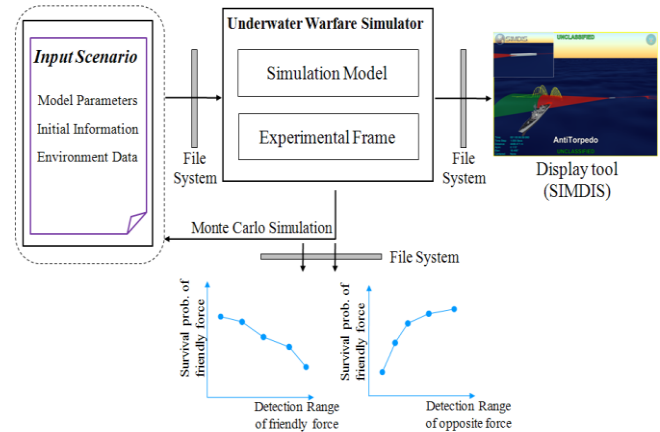 Input Scenario
Model Parameters
Initial Information
Environment Data
File
System
Underwater Warfare Simulator
Simulation Model
Experimental Frame
File
System
SIMDIS
UNCLASSIFIED
AntiTorpedo
UNCLASSIFIED
Display tool
(SIMDIS)
Monte Carlo Simulation
File System
Survival prob. of
friendly force
Detection Range
of friendly force
Survival prob. of
friendly force
Detection Range
of opposite force